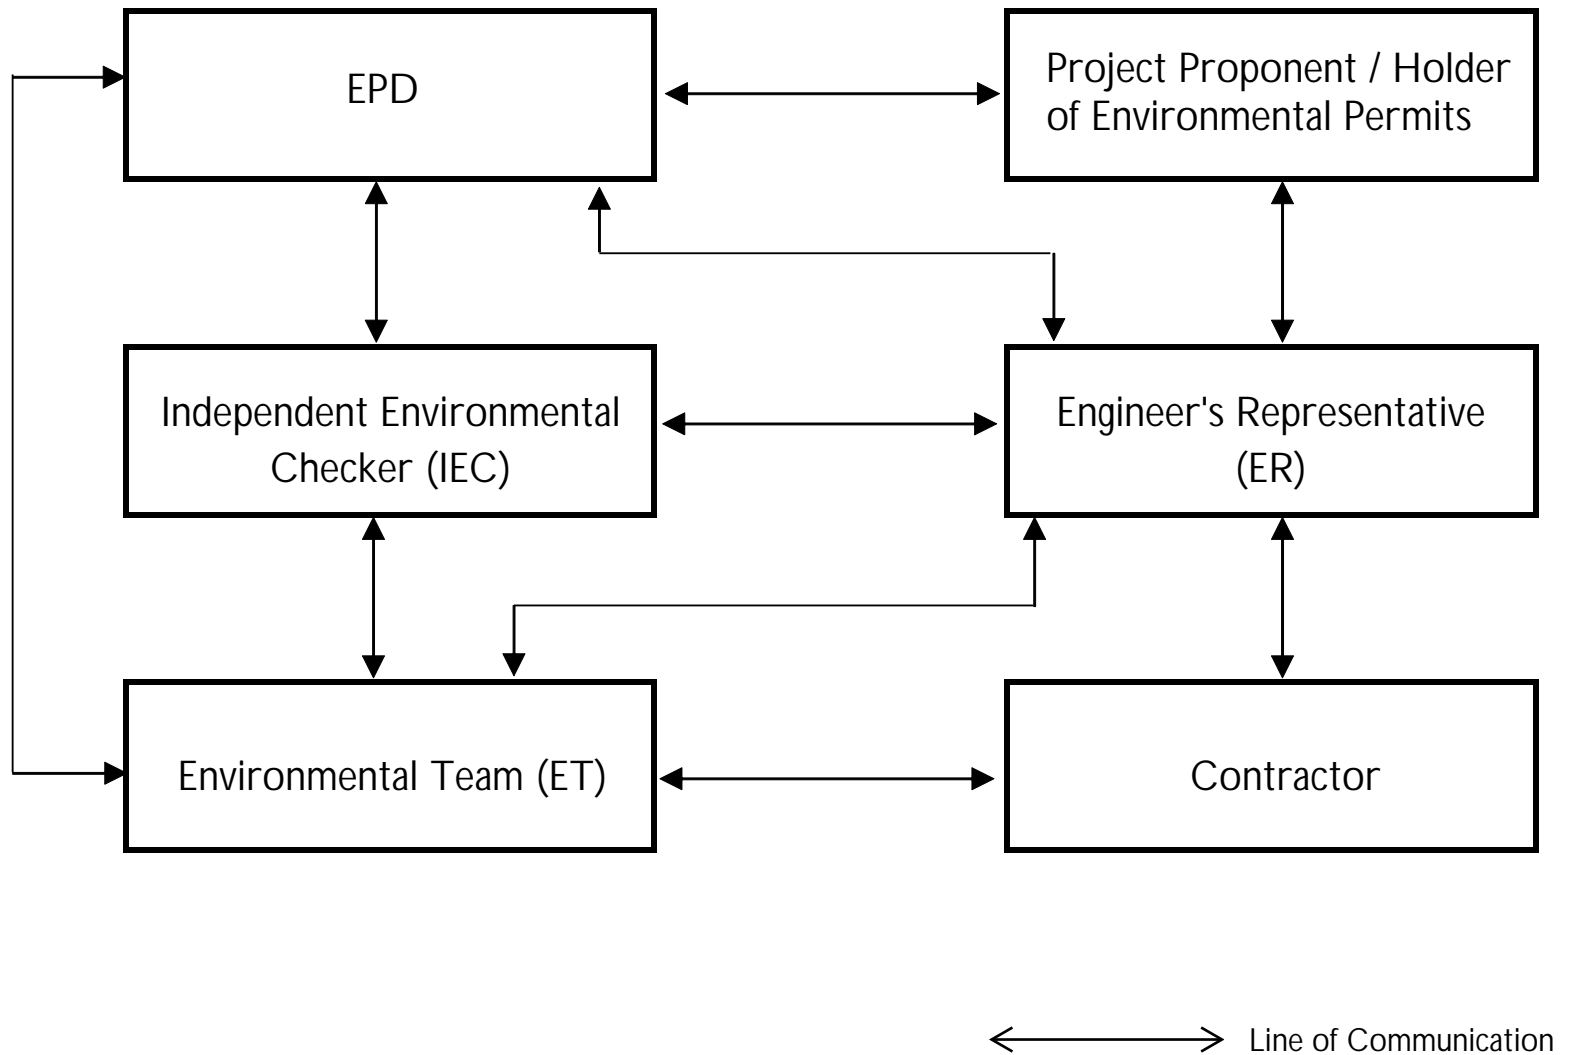 EPD
Project Proponent / Holder
of Environmental Permits
Independent Environmental
Checker (IEC)
Engineer's Representative
(ER)
Environmental Team (ET)
Contractor
Line of Communication